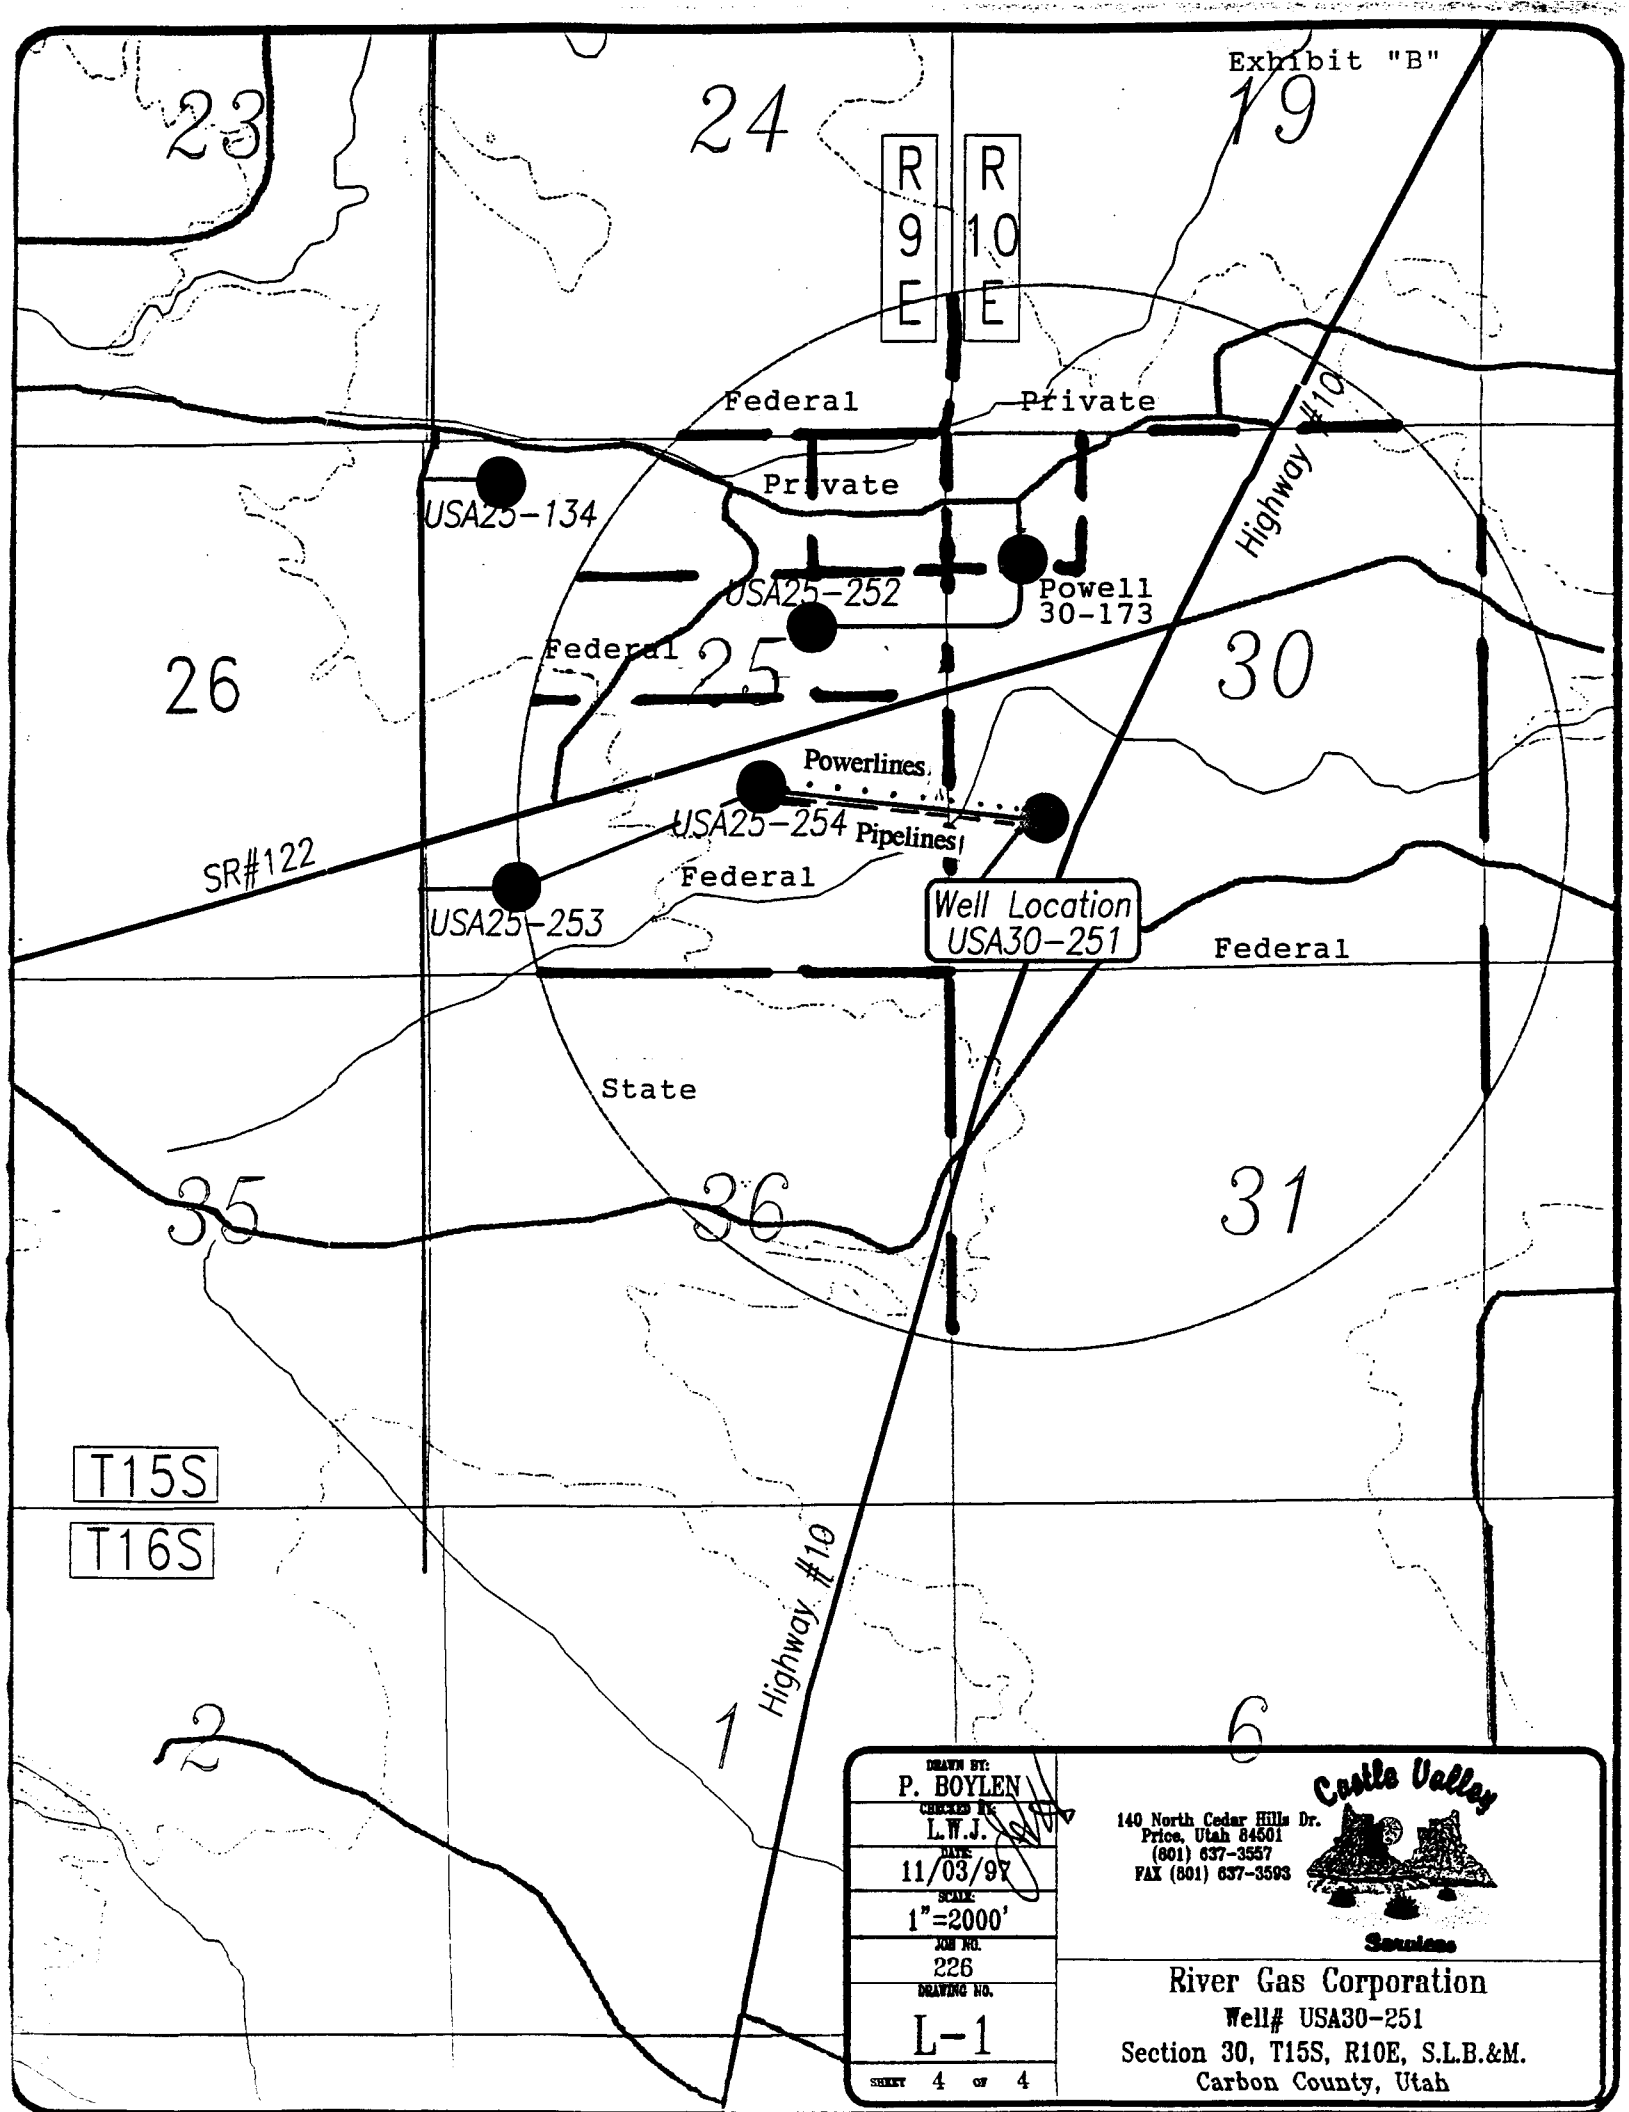 Exhibit "B"
23
24
19
R
9
E
R
10
E
Federal
Private
Highway #10
Private
USA25-134
USA25-252
Powell
30-173
Federal
25
26
30
Powerlines
USA25-254
Pipelines
SR#122
Federal
USA25-253
Well Location
USA30-251
Federal
State
35
36
31
T15S
T16S
Highway #10
2
1
6
DRAWN BY:
P. BOYLEN
CHECKED BY:
L.W.J.
DATE:
11/03/97
SCALE:
1"=2000'
JOB NO.
226
DRAWING NO.
L-1
SHEET 4 OF 4
Castle Valley
140 North Cedar Hills Dr.
Price, Utah 84501
(801) 637-3557
FAX (801) 637-3593
Services
River Gas Corporation
Well# USA30-251
Section 30, T15S, R10E, S.L.B.&M.
Carbon County, Utah